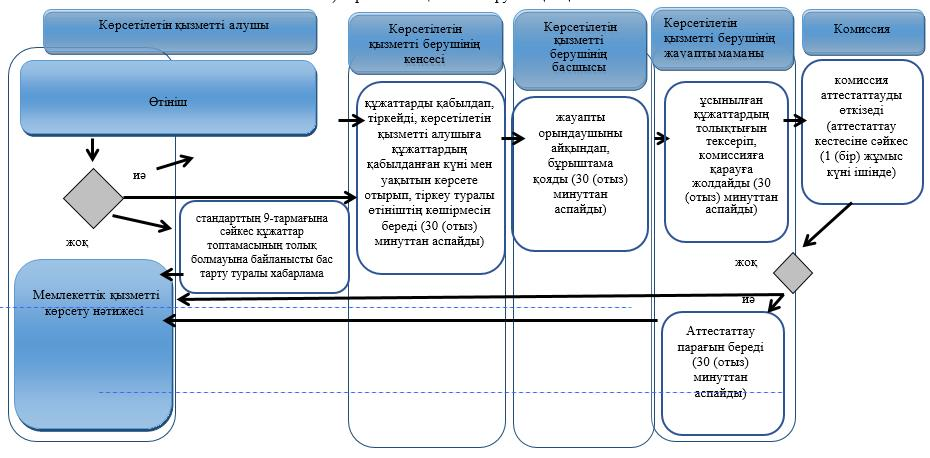 Көрсетілетін қызметті алушы
Көрсетілетін
қызметті берушінің
кенсесі
Көрсетілетін
қызметті
берушінің
басшысы
Көрсетілетін
қызметті берушінің
жауапты маманы
Комиссия
Өтініш
құжаттарды қабылдап,
тіркейді, көрсетілетін
қызметті алушыға
құжаттардың
қабылданған күні мен
уақытын көрсете
отырып, тіркеу туралы
өтініштің көшірмесін
береді (30 (отыз)
минуттан аспайды)
жауапты
орындаушыны
айқындап,
бұрыштама
қояды (30 (отыз)
минуттан
аспайды)
ұсынылған
құжаттардың
толықтығын
тексеріп,
комиссияға
қарауға
жолдайды (30
(отыз) минуттан
аспайды)
комиссия
аттестаттауды
өткізеді
(аттестаттау
кестесіне сәйкес
(1 (бір) жұмыс
күні ішінде)
иә
жоқ
стандарттың 9-тармағына
сәйкес құжаттар
топтамасының толық
болмауына байланысты бас
тарту туралы хабарлама
жоқ
иә
Мемлекеттік қызметті
көрсету нәтижесі
Аттестаттау
парағын береді
(30 (отыз)
минуттан
аспайды)